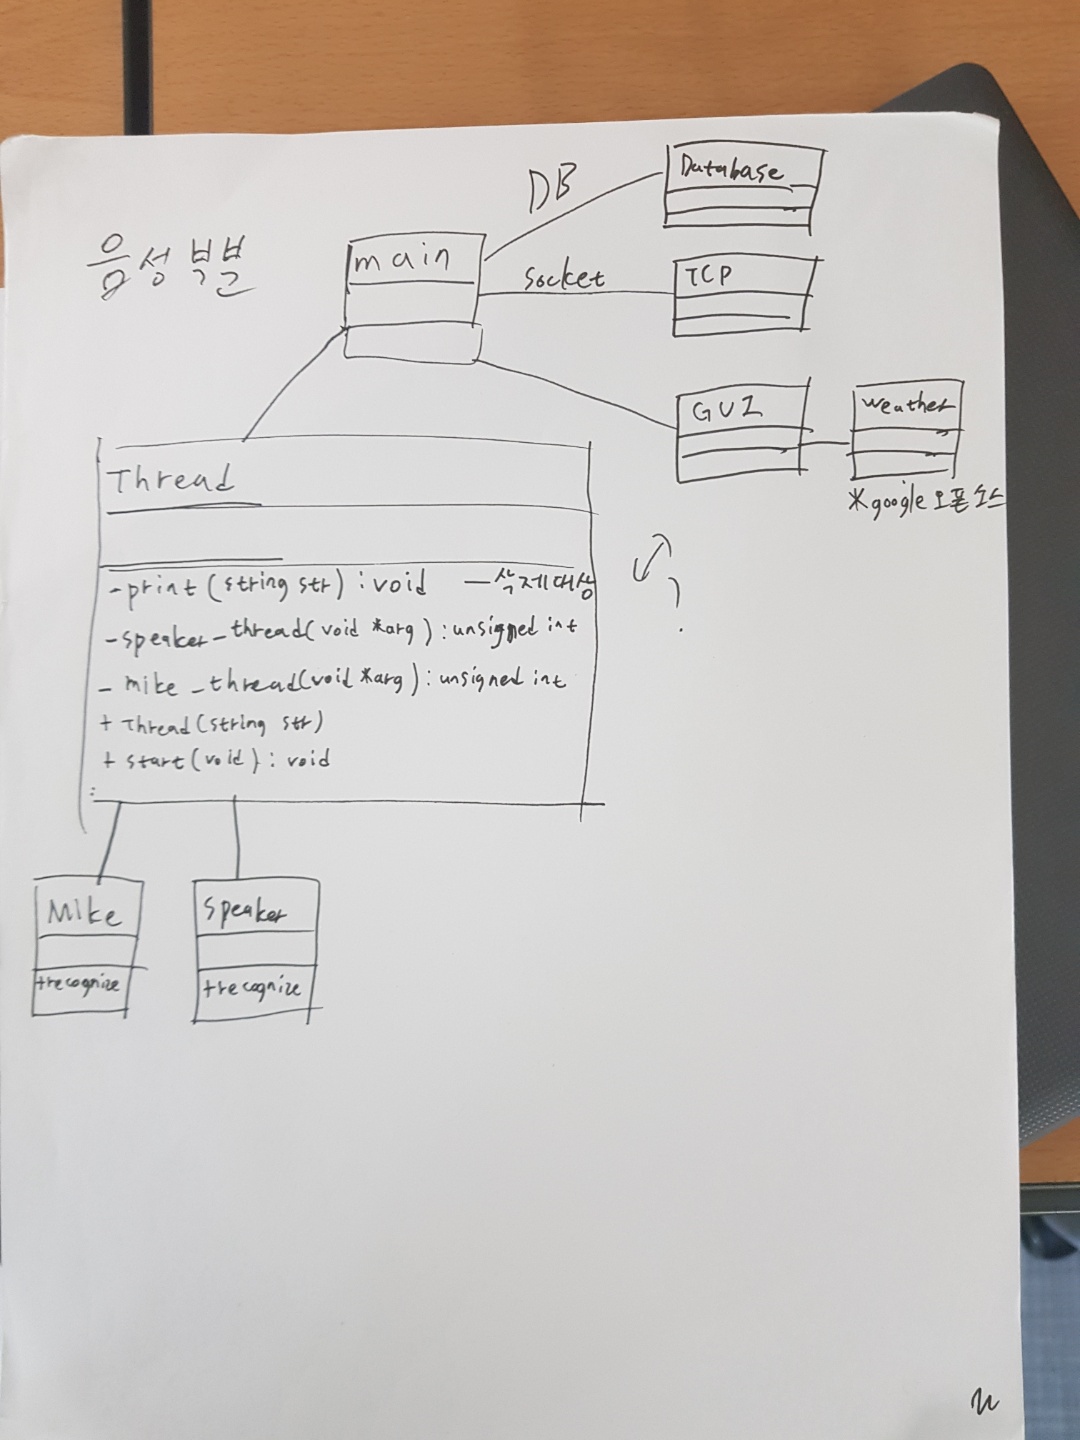 음성 부분
DB
Database
main
socket
TCP
GUI
weather
*google 오픈소스
Thread
-print(string str) : void - 삭제대상
-speaker_thread(void *arg) : unsigned int
- mike_thread(void *arg) : unsigned int
+ Thread(string str)
+ start(void) : void
?
Mike
+recognize
speaker
+recognize